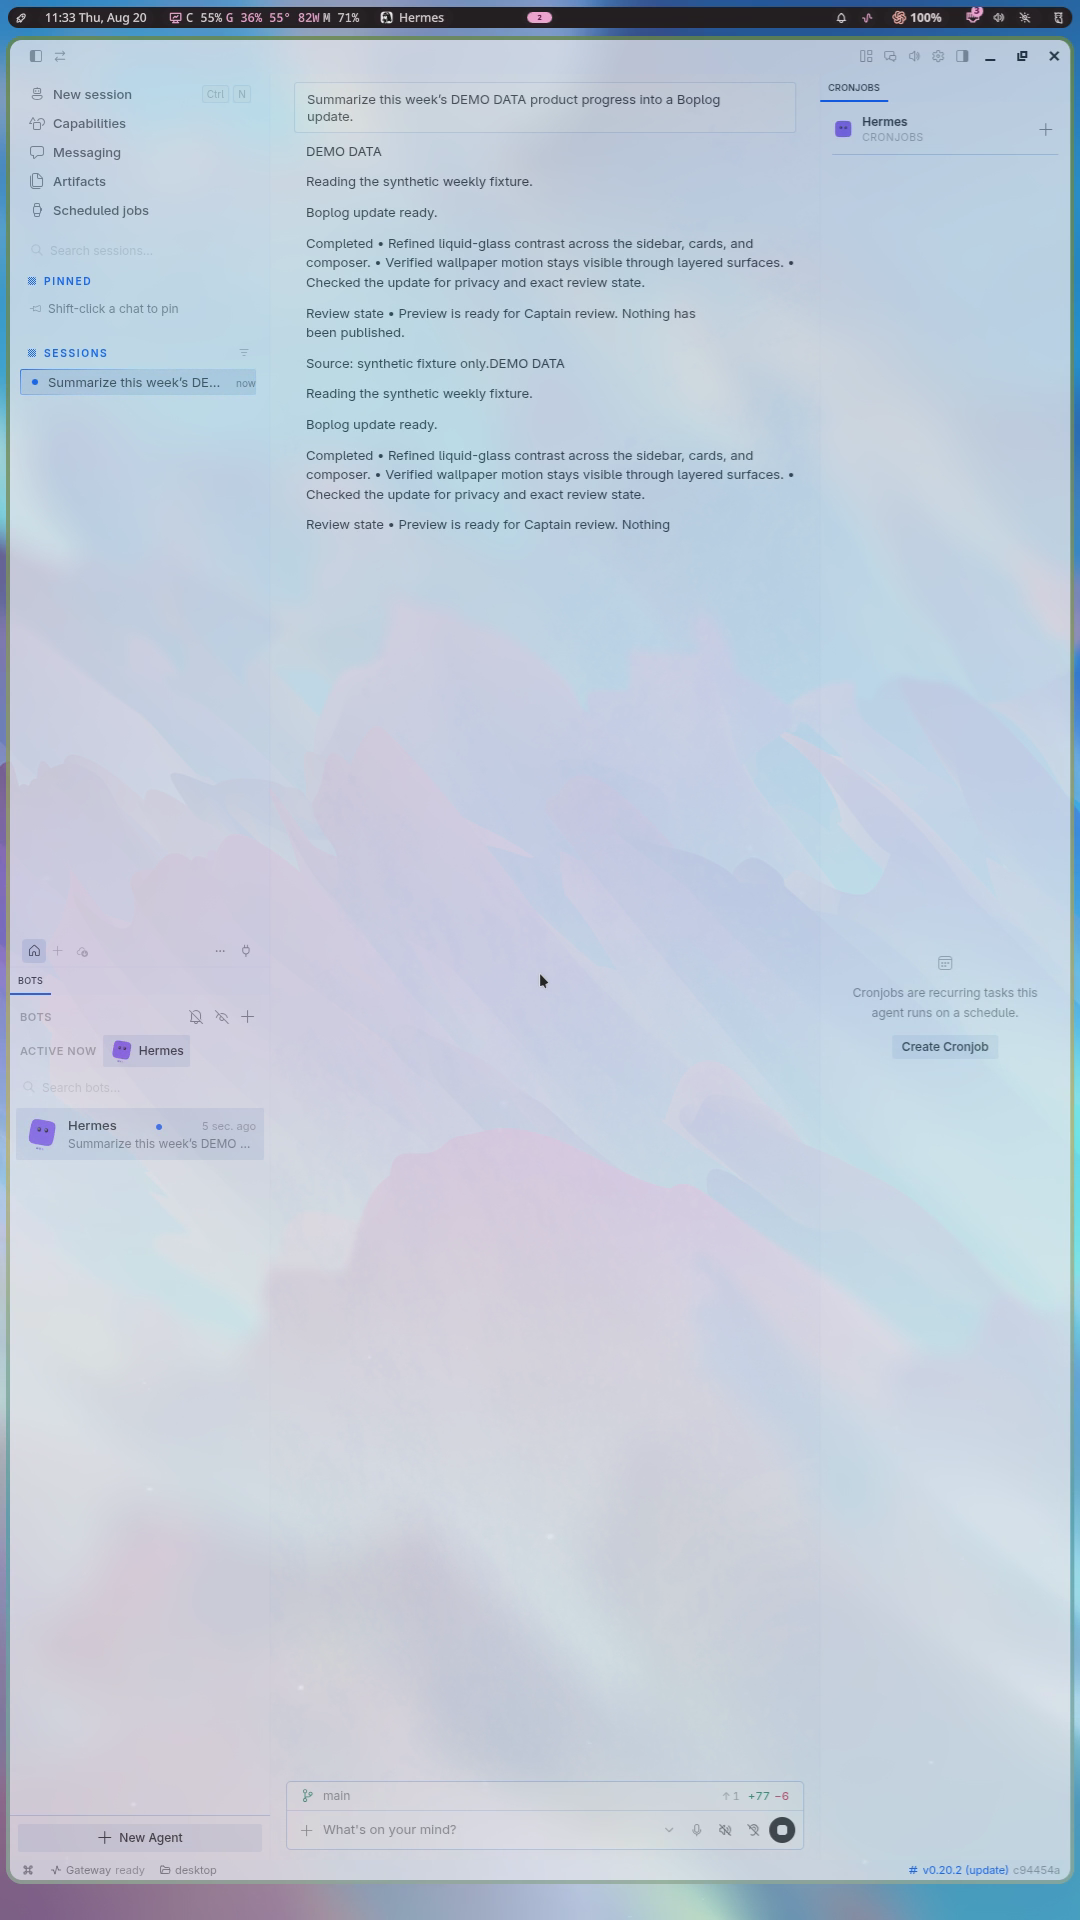 11:33 Thu, Aug 20
C 55% G 36% 55° 82W M 71%
Hermes
2
100%
3
New session Ctrl N
Capabilities
Messaging
Artifacts
Scheduled jobs
Search sessions...
PINNED
Shift-click a chat to pin
SESSIONS
Summarize this week’s DE... now
Summarize this week’s DEMO DATA product progress into a Boplog
update.
DEMO DATA
Reading the synthetic weekly fixture.
Boplog update ready.
Completed • Refined liquid-glass contrast across the sidebar, cards, and
composer. • Verified wallpaper motion stays visible through layered surfaces. •
Checked the update for privacy and exact review state.
Review state • Preview is ready for Captain review. Nothing has
been published.
Source: synthetic fixture only.DEMO DATA
Reading the synthetic weekly fixture.
Boplog update ready.
Completed • Refined liquid-glass contrast across the sidebar, cards, and
composer. • Verified wallpaper motion stays visible through layered surfaces. •
Checked the update for privacy and exact review state.
Review state • Preview is ready for Captain review. Nothing
CRONJOBS
Hermes
CRONJOBS
Cronjobs are recurring tasks this
agent runs on a schedule.
Create Cronjob
BOTS
BOTS
ACTIVE NOW Hermes
Search bots...
Hermes 5 sec. ago
Summarize this week’s DEMO ...
New Agent
main ↑1 +77 −6
What's on your mind?
Gateway ready desktop
# v0.20.2 (update) c94454a